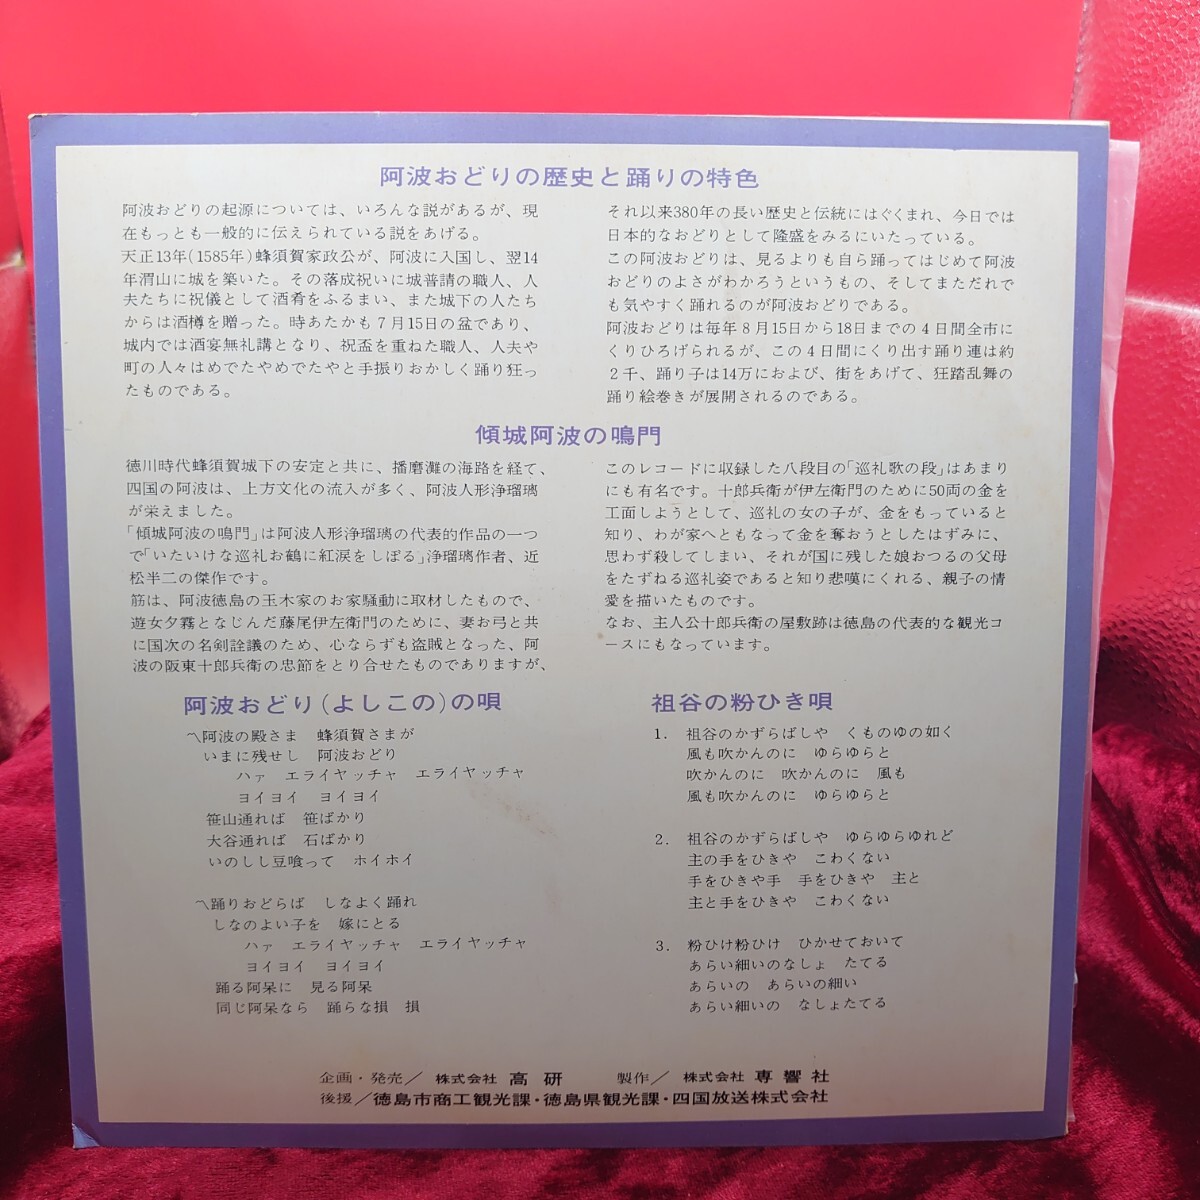 阿波おどりの歴史と踊りの特色
阿波おどりの起源については、いろんな説があるが、現
在もっとも一般的に伝えられている説をあげる。
天正13年(1585年)蜂須賀家政公が、阿波に入国し、翌14
年渭山に城を築いた。その落成祝いに城普請の職人、人
夫たちに祝儀として酒肴をふるまい、また城下の人たち
からは酒樽を贈った。時あたかも7月15日の盆であり、
城内では酒宴無礼講となり、祝盃を重ねた職人、人夫や
町の人々はめでたやめでたやと手振りおかしく踊り狂っ
たものである。
それ以来380年の長い歴史と伝統にはぐくまれ、今日では
日本的なおどりとして隆盛をみるにいたっている。
この阿波おどりは、見るよりも自ら踊ってはじめて阿波
おどりのよさがわかろうというもの、そしてまただれで
も気やすく踊れるのが阿波おどりである。
阿波おどりは毎年8月15日から18日までの4日間全市に
くりひろげられるが、この4日間にくり出す踊り連は約
2千、踊り子は14万におよび、街をあげて、狂踏乱舞の
踊り絵巻きが展開されるのである。
傾城阿波の鳴門
徳川時代蜂須賀城下の安定と共に、播磨灘の海路を経て、
四国の阿波は、上方文化の流入が多く、阿波人形浄瑠璃
が栄えました。
「傾城阿波の鳴門」は阿波人形浄瑠璃の代表的作品の一つ
で「いたいけな巡礼お鶴に紅涙をしぼる」浄瑠璃作者、近
松半二の傑作です。
筋は、阿波徳島の玉木家のお家騒動に取材したもので、
遊女夕霧となじんだ藤尾伊左衛門のために、妻お弓と共
に国次の名剣詮議のため、心ならずも盗賊となった、阿
波の阪東十郎兵衛の忠節をとり合せたものでありますが、
このレコードに収録した八段目の「巡礼歌の段」はあまり
にも有名です。十郎兵衛が伊左衛門のために50両の金を
工面しようとして、巡礼の女の子が、金をもっていると
知り、わが家へともなって金を奪おうとしたはずみに、
思わず殺してしまい、それが国に残した娘おつるの父母
をたずねる巡礼姿であると知り悲嘆にくれる、親子の情
愛を描いたものです。
なお、主人公十郎兵衛の屋敷跡は徳島の代表的な観光コ
ースにもなっています。
阿波おどり(よしこの)の唄
〽阿波の殿さま　蜂須賀さまが
いまに残せし　阿波おどり
ハァ　エライヤッチャ　エライヤッチャ
ヨイヨイ　ヨイヨイ
笹山通れば　笹ばかり
大谷通れば　石ばかり
いのしし豆喰って　ホイホイ
〽踊りおどらば　しなよく踊れ
しなのよい子を　嫁にとる
ハァ　エライヤッチャ　エライヤッチャ
ヨイヨイ　ヨイヨイ
踊る阿呆に　見る阿呆
同じ阿呆なら　踊らな損　損
祖谷の粉ひき唄
1.　祖谷のかずらばしや　くものゆの如く
風も吹かんのに　ゆらゆらと
吹かんのに　吹かんのに　風も
風も吹かんのに　ゆらゆらと
2.　祖谷のかずらばしや　ゆらゆらゆれど
主の手をひきや　こわくない
手をひきや手　手をひきや　主と
主と手をひきや　こわくない
3.　粉ひけ粉ひけ　ひかせておいて
あらい細いのなしょ　たてる
あらいの　あらいの細い
あらい細いの　なしょたてる
企画・発売／株式会社 高研　製作／株式会社 専響社
後援／徳島市商工観光課・徳島県観光課・四国放送株式会社